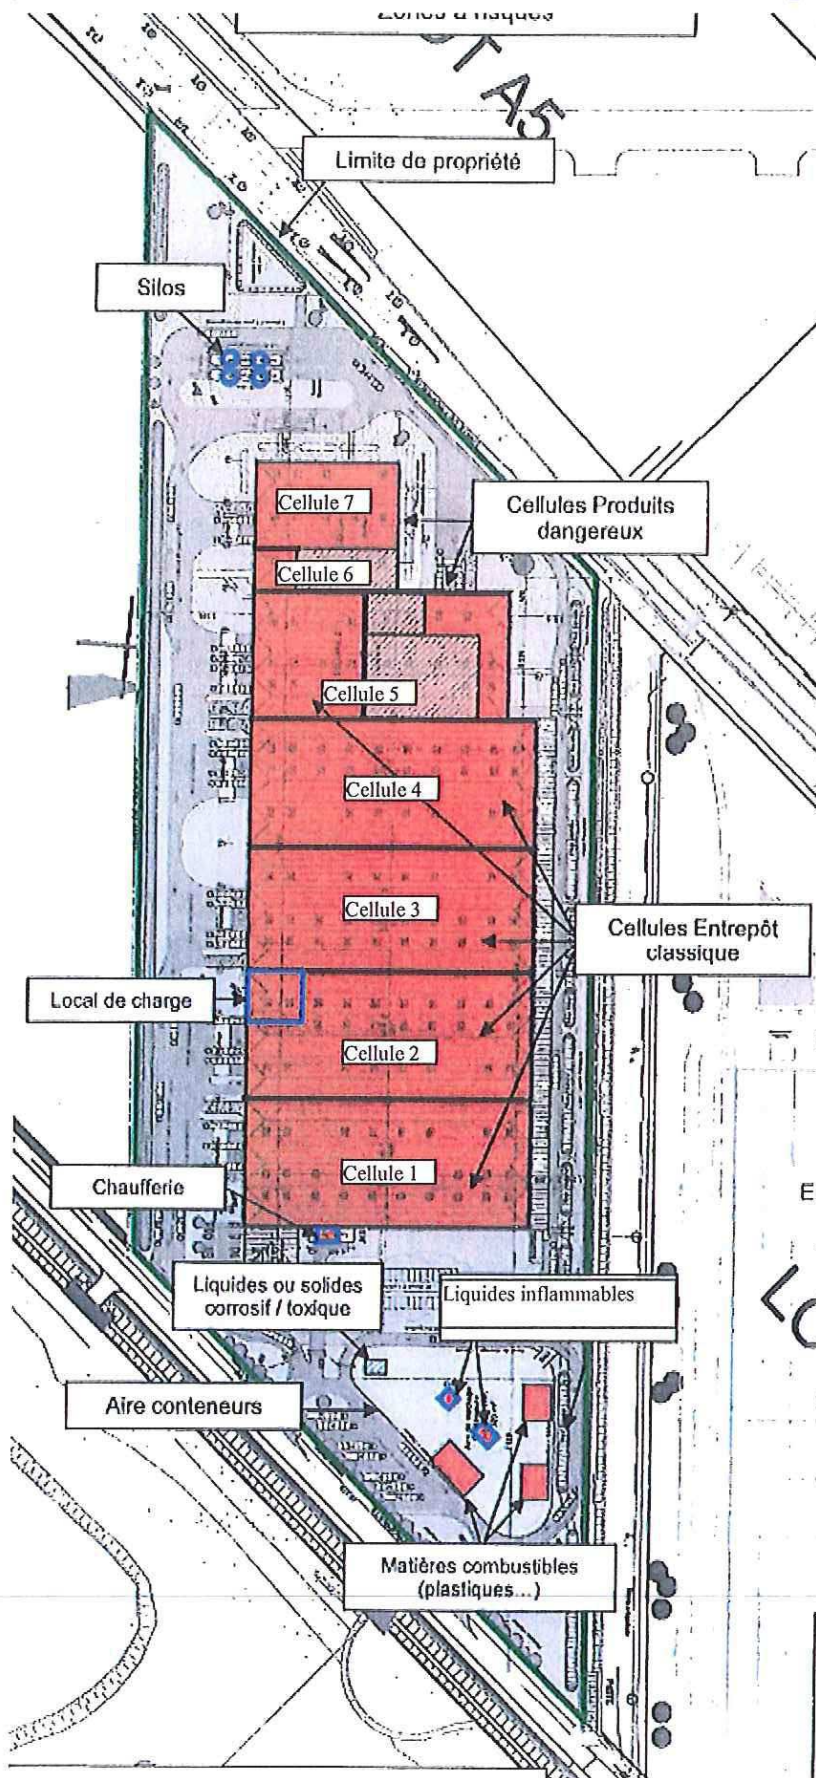 Zones à risques
ST A5
Limite de propriété
Silos
Cellule 7
Cellules Produits
dangereux
Cellule 6
Cellule 5
Cellule 4
Cellule 3
Cellules Entrepôt
classique
Local de charge
Cellule 2
Cellule 1
Chaufferie
Liquides ou solides
corrosif / toxique
Liquides inflammables
Aire conteneurs
Matières combustibles
(plastiques...)
E
LO